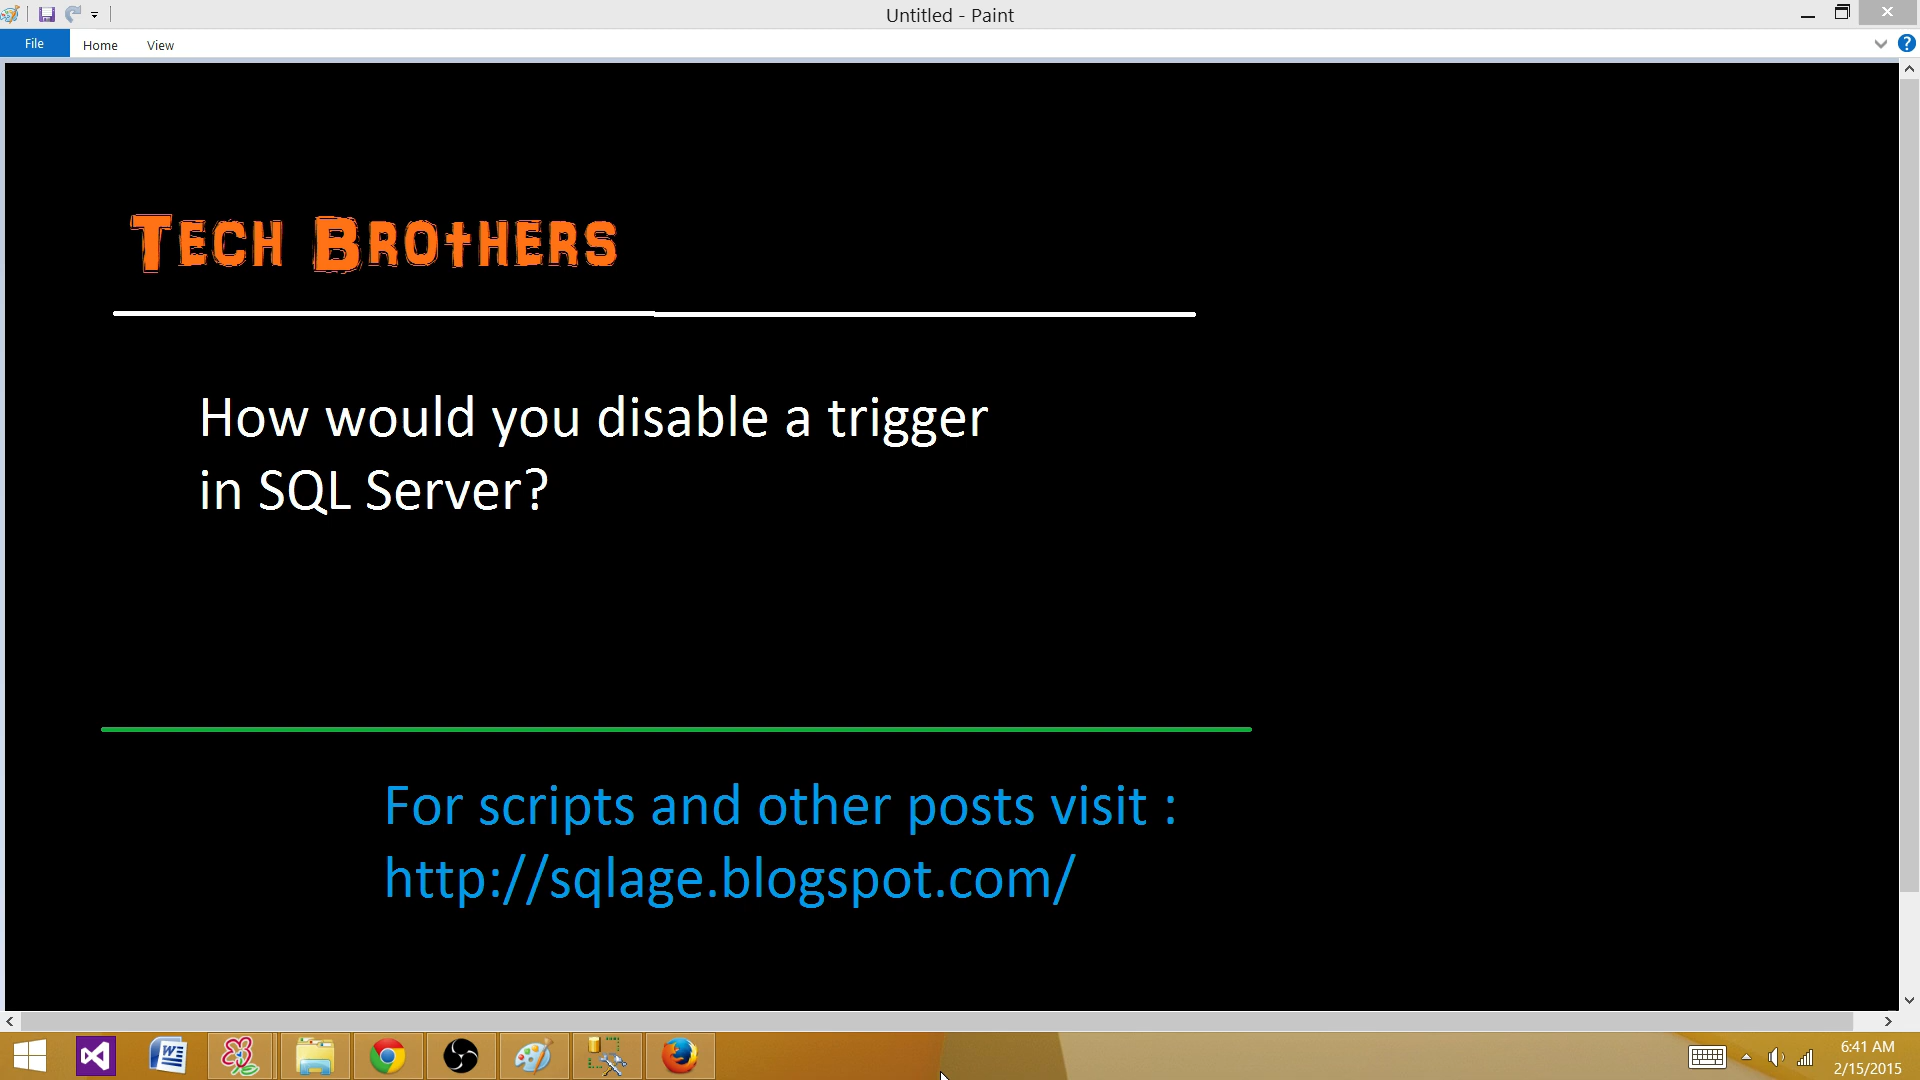 Untitled - Paint
File Home View
Tech Brothers
How would you disable a trigger
in SQL Server?
For scripts and other posts visit :
http://sqlage.blogspot.com/
6:41 AM
2/15/2015